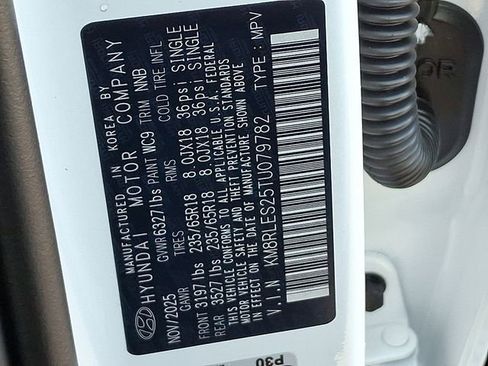 MANUFACTURED IN KOREA BY
HYUNDAI MOTOR COMPANY
GVWR 6327lbs PAINT WC9 TRIM NNB
NOV/2025 GAWR TIRES RIMS COLD TIRE INFL
FRONT 3197lbs 235/65R18 8.0JX18 36psi SINGLE
REAR 3527lbs 235/65R18 8.0JX18 36psi SINGLE
THIS VEHICLE CONFORMS TO ALL APPLICABLE U.S.A. FEDERAL
MOTOR VEHICLE SAFETY AND THEFT PREVENTION STANDARDS
IN EFFECT ON THE DATE OF MANUFACTURE SHOWN ABOVE.
V.I.N KM8RLES25TU079782 TYPE : MPV
P30